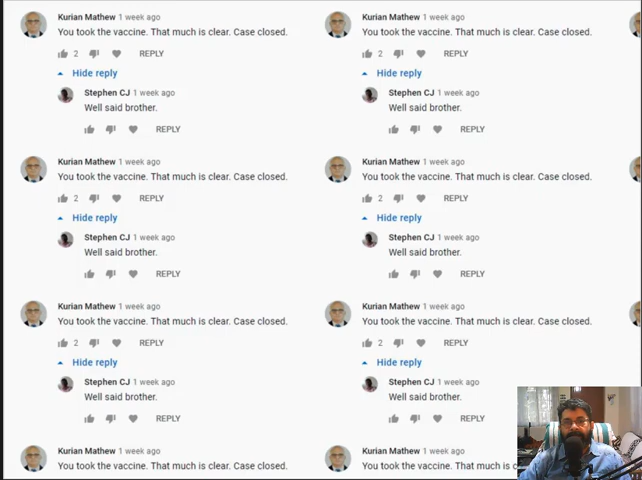 Kurian Mathew 1 week ago
You took the vaccine. That much is clear. Case closed.
2 REPLY
Hide reply
Stephen CJ 1 week ago
Well said brother.
REPLY
Kurian Mathew 1 week ago
You took the vaccine. That much is clear. Case closed.
2 REPLY
Hide reply
Stephen CJ 1 week ago
Well said brother.
REPLY
Kurian Mathew 1 week ago
You took the vaccine. That much is clear. Case closed.
2 REPLY
Hide reply
Stephen CJ 1 week ago
Well said brother.
REPLY
Kurian Mathew 1 week ago
You took the vaccine. That much is clear. Case closed.
Kurian Mathew 1 week ago
You took the vaccine. That much is clear. Case closed.
2 REPLY
Hide reply
Stephen CJ 1 week ago
Well said brother.
REPLY
Kurian Mathew 1 week ago
You took the vaccine. That much is clear. Case closed.
2 REPLY
Hide reply
Stephen CJ 1 week ago
Well said brother.
REPLY
Kurian Mathew 1 week ago
You took the vaccine. That much is clear. Case closed.
2 REPLY
Hide reply
Stephen CJ 1 week ago
Well said brother.
REPLY
Kurian Mathew 1 week ago
You took the vaccine. That much is c